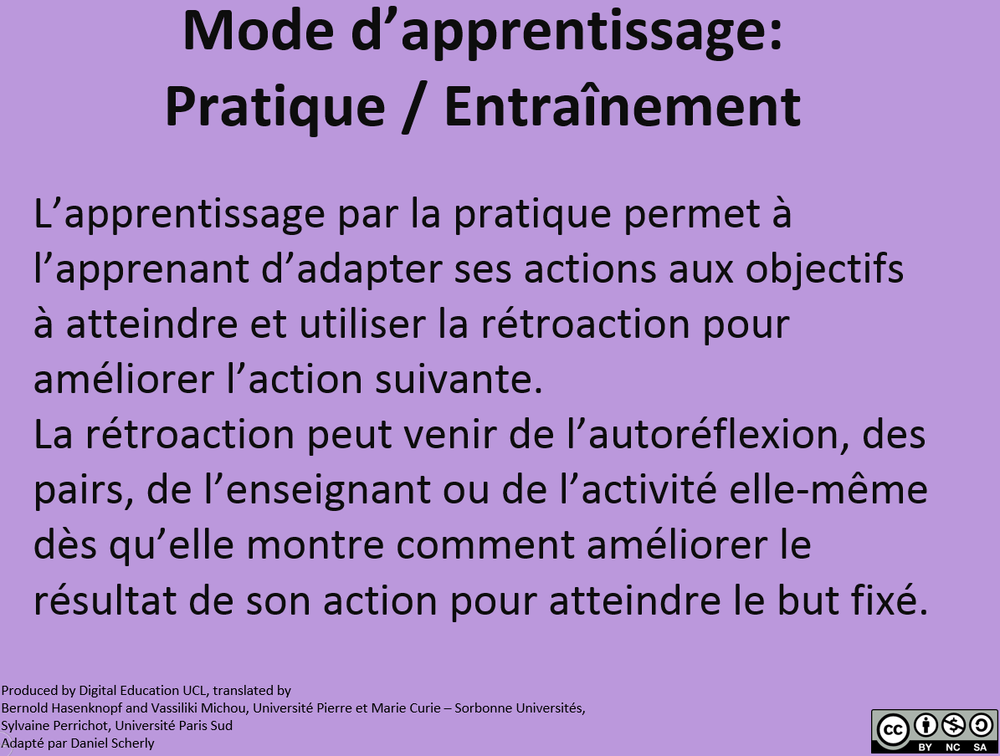 Mode d’apprentissage:
Pratique / Entraînement
L’apprentissage par la pratique permet à
l’apprenant d’adapter ses actions aux objectifs
à atteindre et utiliser la rétroaction pour
améliorer l’action suivante.
La rétroaction peut venir de l’autoréflexion, des
pairs, de l’enseignant ou de l’activité elle-même
dès qu’elle montre comment améliorer le
résultat de son action pour atteindre le but fixé.
Produced by Digital Education UCL, translated by
Bernold Hasenknopf and Vassiliki Michou, Université Pierre et Marie Curie – Sorbonne Universités,
Sylvaine Perrichot, Université Paris Sud
Adapté par Daniel Scherly
cc
BY NC SA